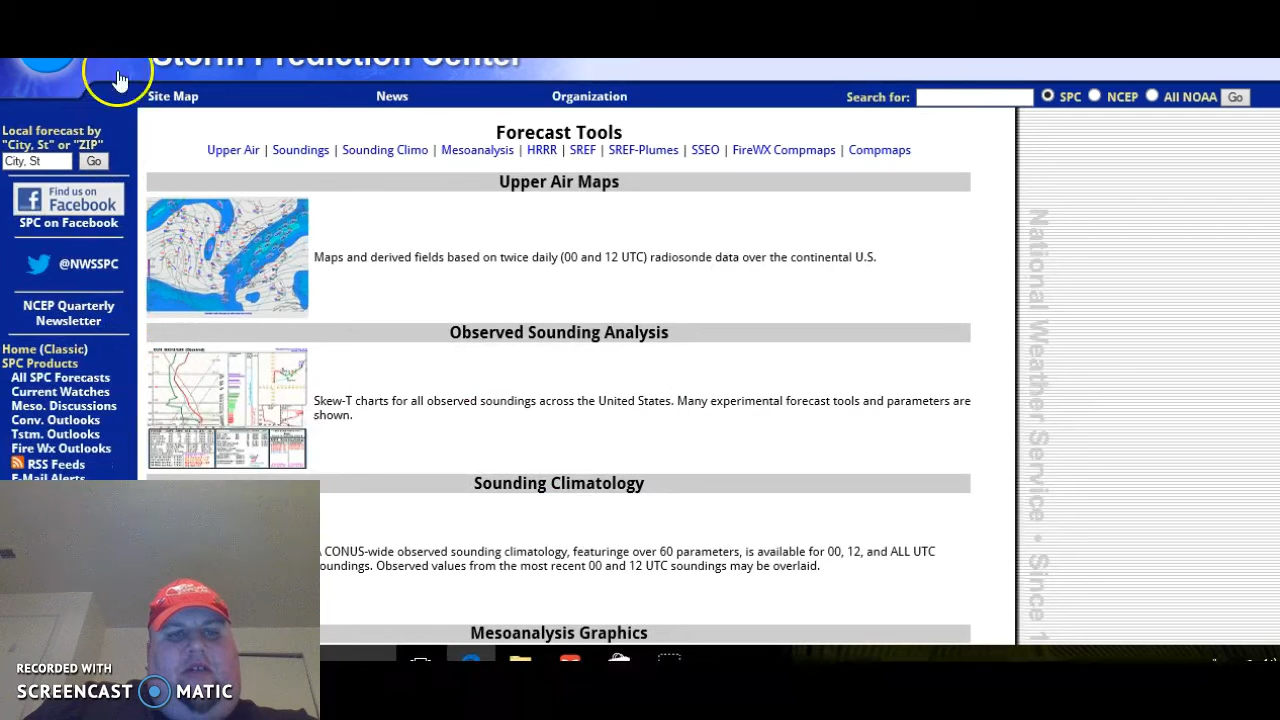 Storm Prediction Center
Site Map News Organization Search for: SPC NCEP All NOAA Go
Local forecast by
"City, St" or "ZIP"
City, St Go
Find us on
Facebook
SPC on Facebook
@NWSSPC
NCEP Quarterly
Newsletter
Home (Classic)
SPC Products
All SPC Forecasts
Current Watches
Meso. Discussions
Conv. Outlooks
Tstm. Outlooks
Fire Wx Outlooks
RSS Feeds
E-Mail Alerts
Forecast Tools
Upper Air | Soundings | Sounding Climo | Mesoanalysis | HRRR | SREF | SREF-Plumes | SSEO | FireWX Compmaps | Compmaps
Upper Air Maps
Maps and derived fields based on twice daily (00 and 12 UTC) radiosonde data over the continental U.S.
Observed Sounding Analysis
Skew-T charts for all observed soundings across the United States. Many experimental forecast tools and parameters are
shown.
Sounding Climatology
CONUS-wide observed sounding climatology, featuringe over 60 parameters, is available for 00, 12, and ALL UTC
Observed values from the most recent 00 and 12 UTC soundings may be overlaid.
Mesoanalysis Graphics
National Weather Service • Since 1
RECORDED WITH
SCREENCAST MATIC